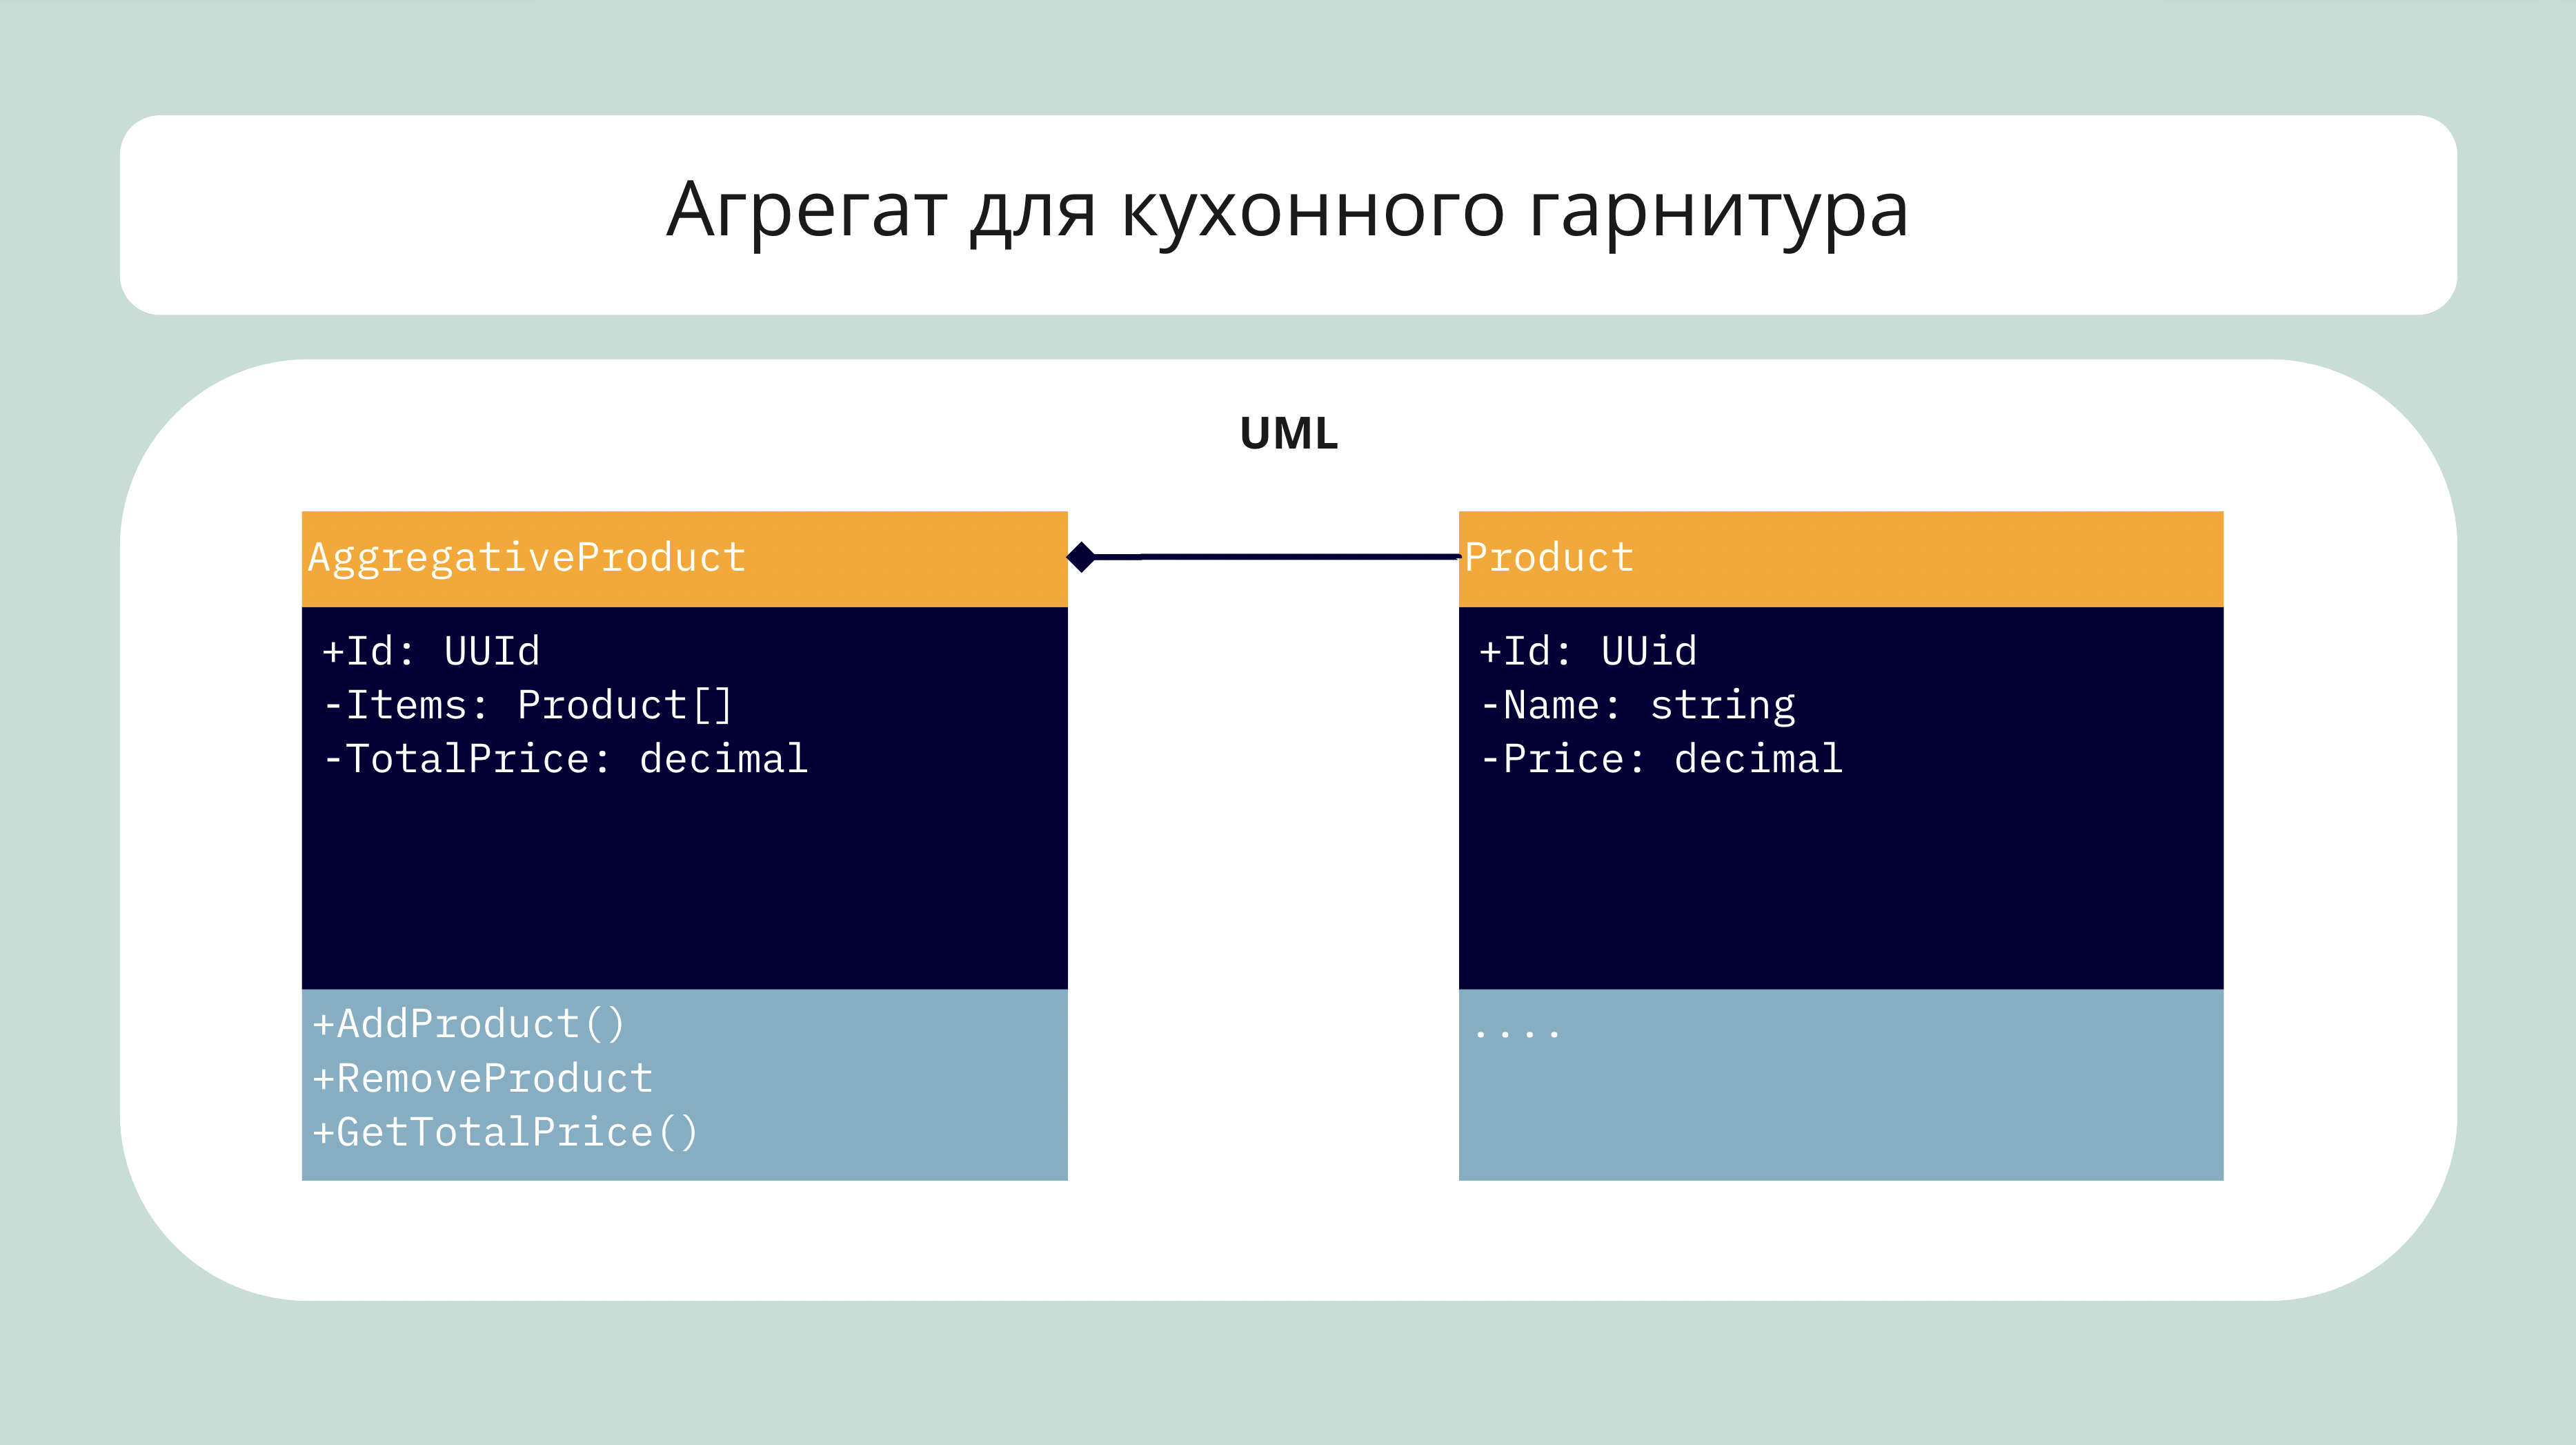 Агрегат для кухонного гарнитура
UML
AggregativeProduct
+Id: UUId
-Items: Product[]
-TotalPrice: decimal
+AddProduct()
+RemoveProduct
+GetTotalPrice()
Product
+Id: UUid
-Name: string
-Price: decimal
....